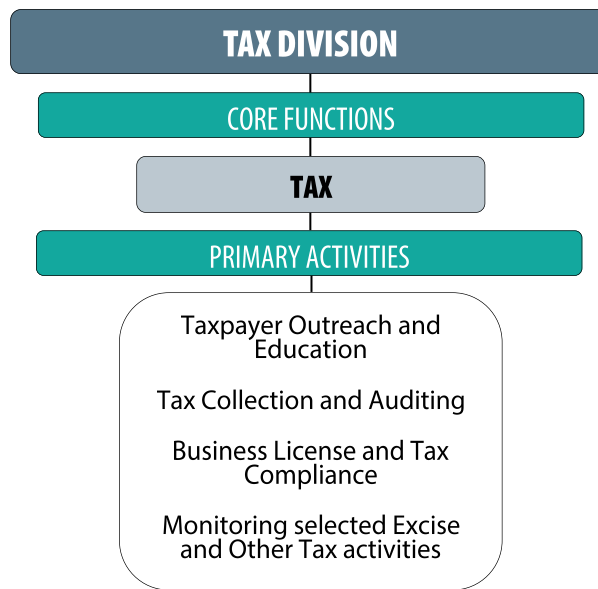 TAX DIVISION
CORE FUNCTIONS
TAX
PRIMARY ACTIVITIES
Taxpayer Outreach and
Education
Tax Collection and Auditing
Business License and Tax
Compliance
Monitoring selected Excise
and Other Tax activities